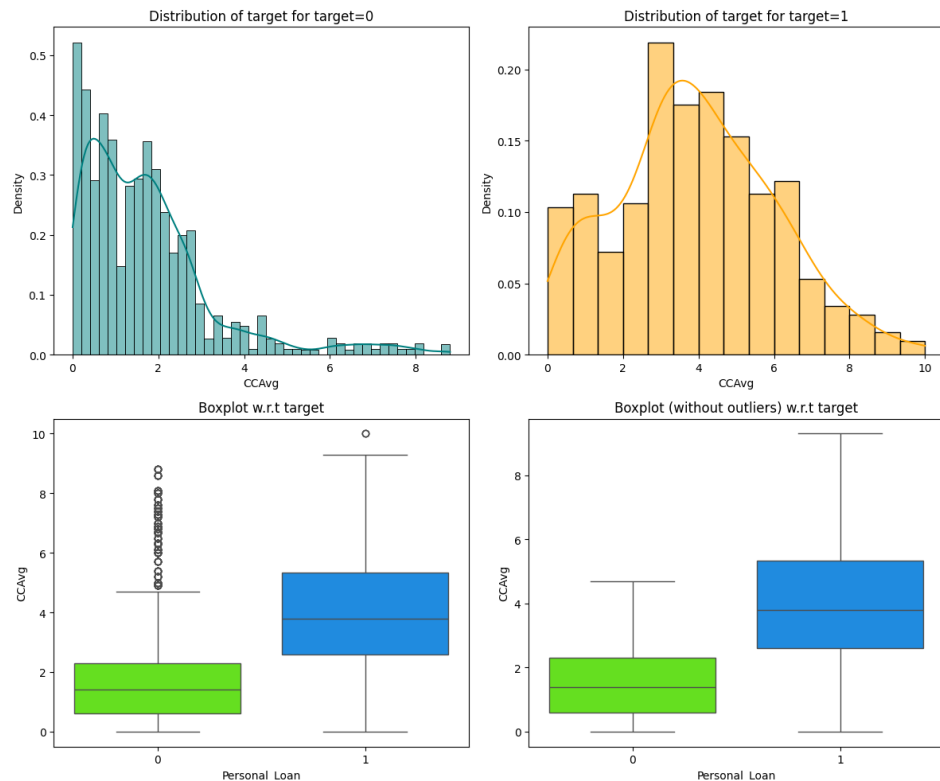 Distribution of target for target=0
Density
0.5
0.4
0.3
0.2
0.1
0.0
0 2 4 6 8
CCAvg
Distribution of target for target=1
Density
0.20
0.15
0.10
0.05
0.00
0 2 4 6 8 10
CCAvg
Boxplot w.r.t target
CCAvg
10
8
6
4
2
0
0 1
Personal_Loan
Boxplot (without outliers) w.r.t target
CCAvg
8
6
4
2
0
0 1
Personal_Loan